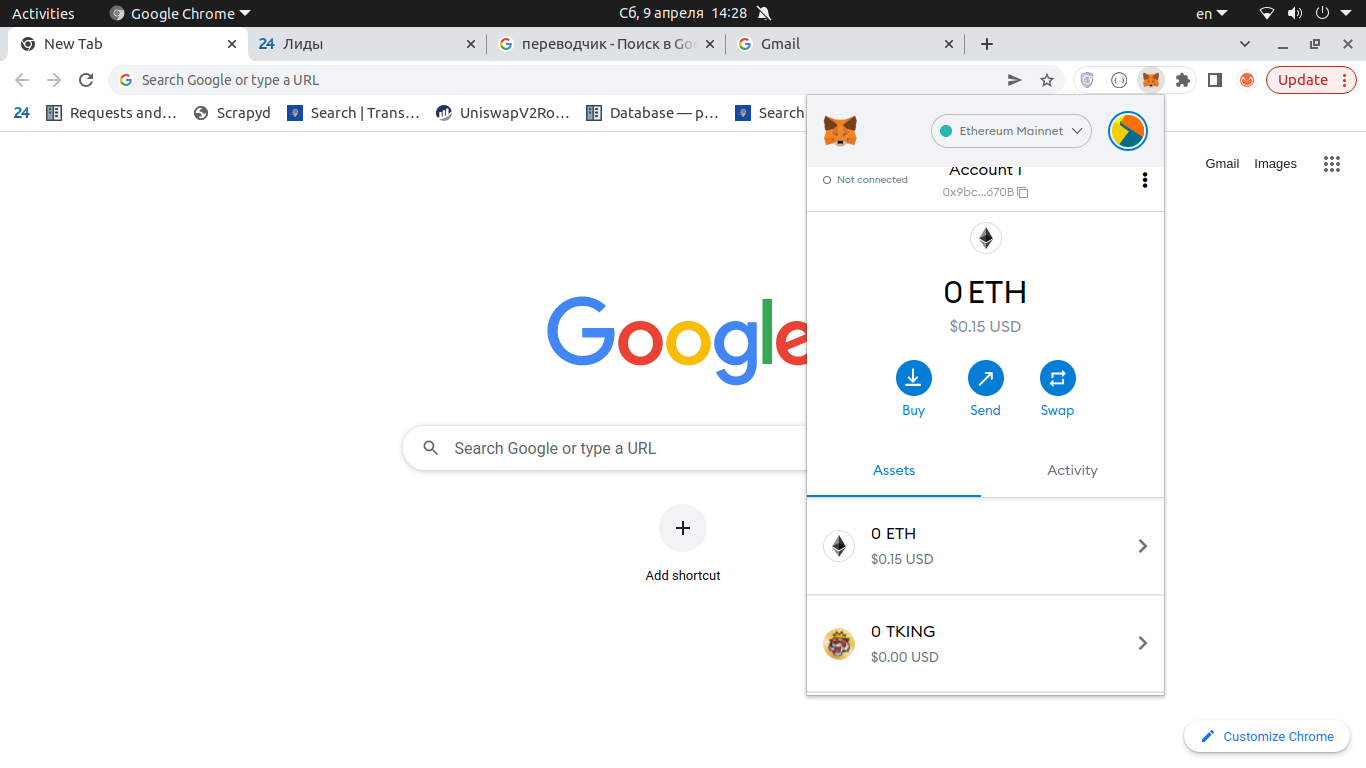 Activities
Google Chrome
Сб, 9 апреля 14:28
en
New Tab
24 Лиды
переводчик - Поиск в Goo
Gmail
Search Google or type a URL
Update
24
Requests and…
Scrapyd
Search | Trans…
UniswapV2Ro…
Database — p…
Search
Ethereum Mainnet
Gmail
Images
Not connected
Account 1
0x9bc...670B
0 ETH
$0.15 USD
Buy
Send
Swap
Google
Search Google or type a URL
Add shortcut
Assets
Activity
0 ETH
$0.15 USD
0 TKING
$0.00 USD
Customize Chrome